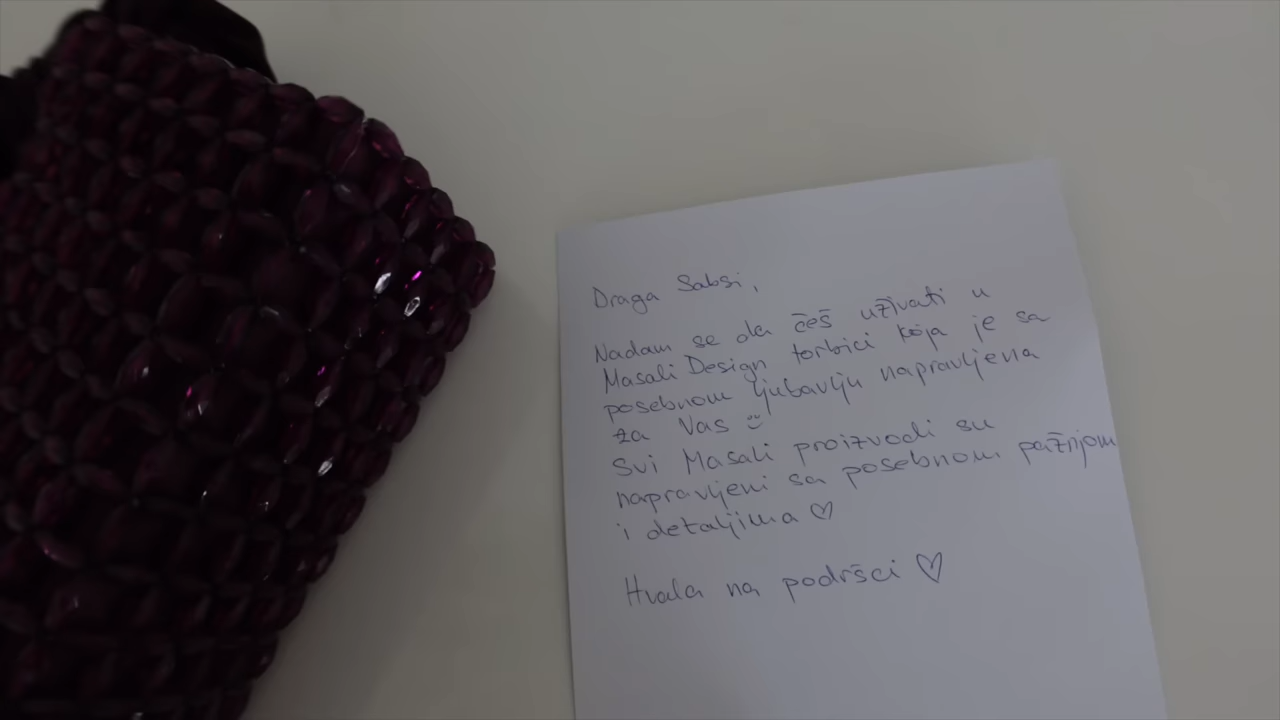 Draga Sabsi,
Nadam se da ćeš uživati u
Masali Design torbici koja je sa
posebnom ljubavlju napravljena
za Vas
Svi Masali proizvodi su
napravljeni sa posebnom pažnjom
i detaljima ♡
Hvala na podršci ♡